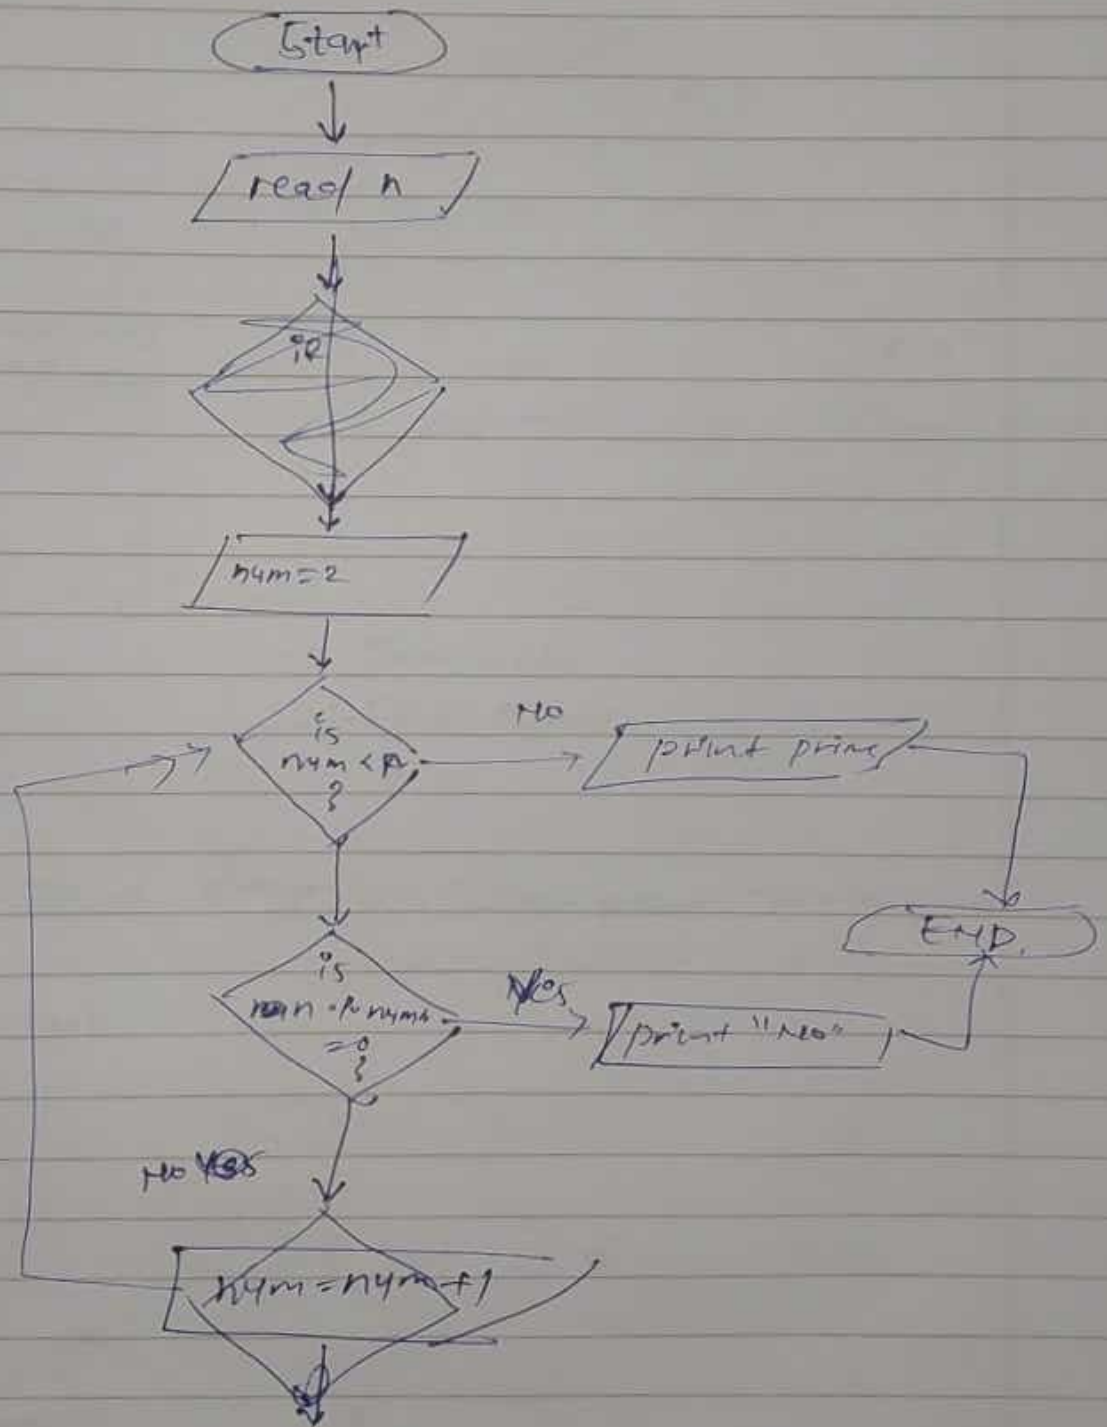 Start
read n
if
num=2
is
num < n
?
No
print prime
END.
is
n % num
=0
?
Yes
print "No"
No
num=num+1